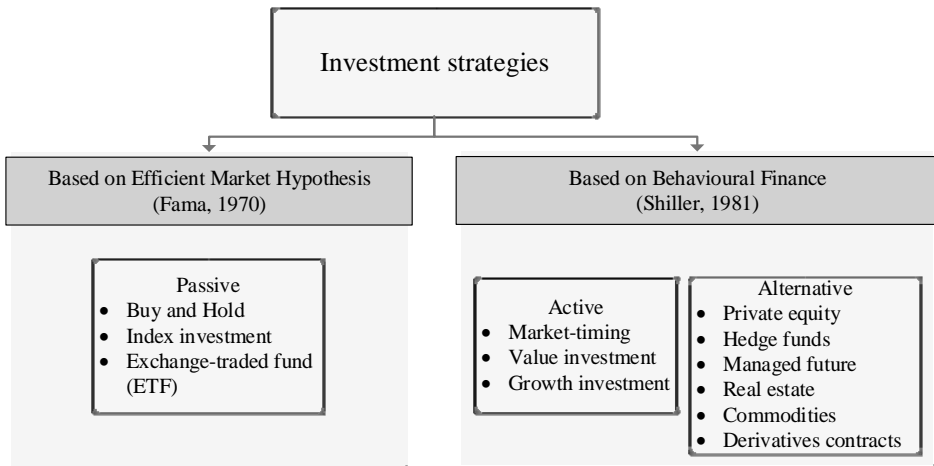 Investment strategies
Based on Efficient Market Hypothesis
(Fama, 1970)
Passive
• Buy and Hold
• Index investment
• Exchange-traded fund
(ETF)
Based on Behavioural Finance
(Shiller, 1981)
Active
• Market-timing
• Value investment
• Growth investment
Alternative
• Private equity
• Hedge funds
• Managed future
• Real estate
• Commodities
• Derivatives contracts